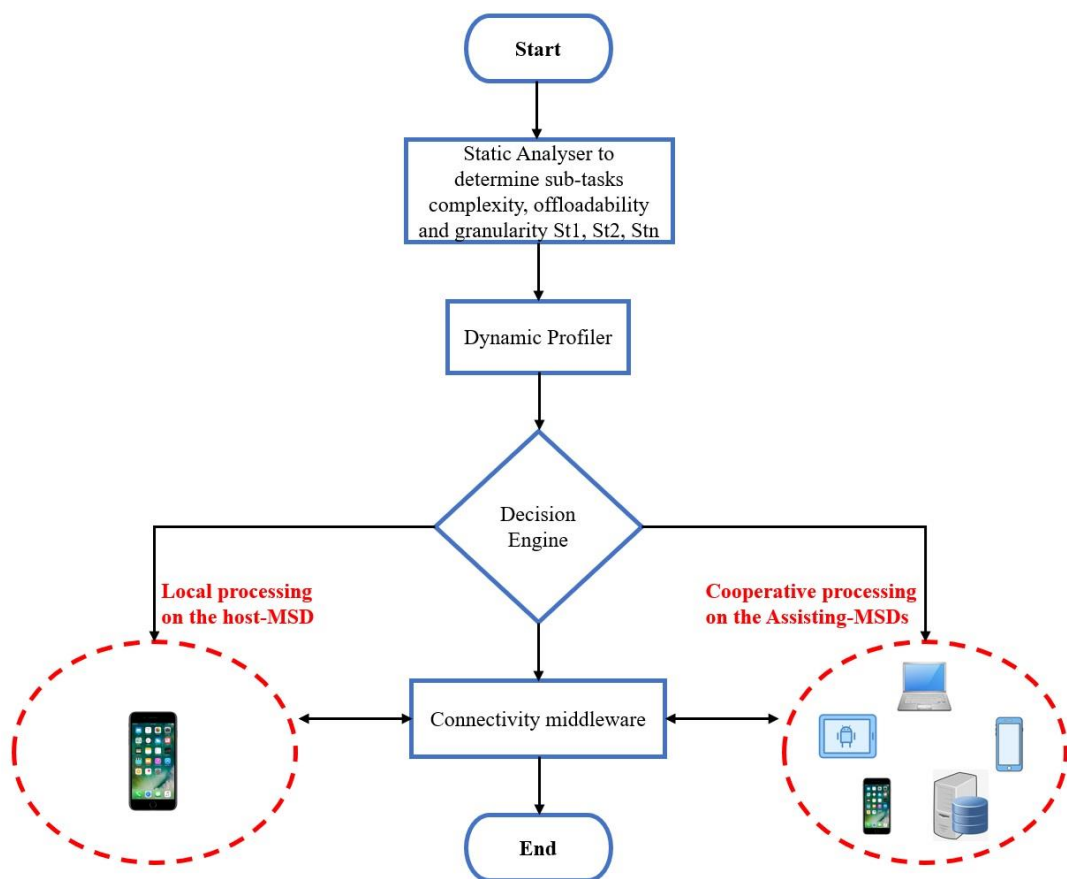 Start
Static Analyser to
determine sub-tasks
complexity, offloadability
and granularity St1, St2, Stn
Dynamic Profiler
Decision
Engine
Local processing
on the host-MSD
Cooperative processing
on the Assisting-MSDs
Connectivity middleware
End